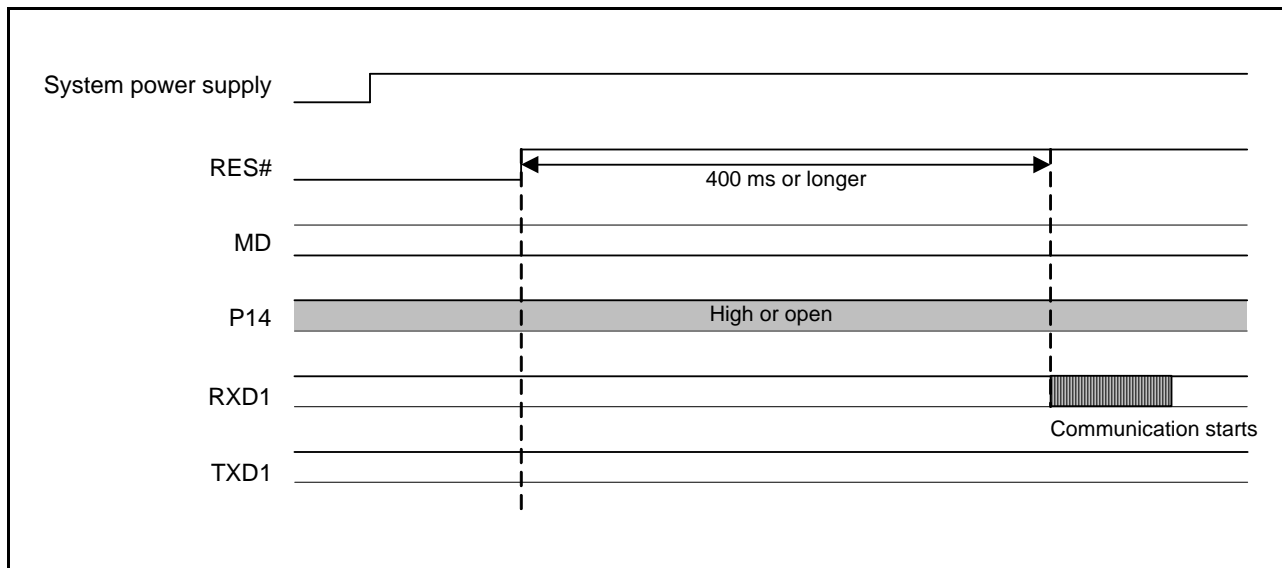 System power supply
RES#
400 ms or longer
MD
P14
High or open
RXD1
Communication starts
TXD1